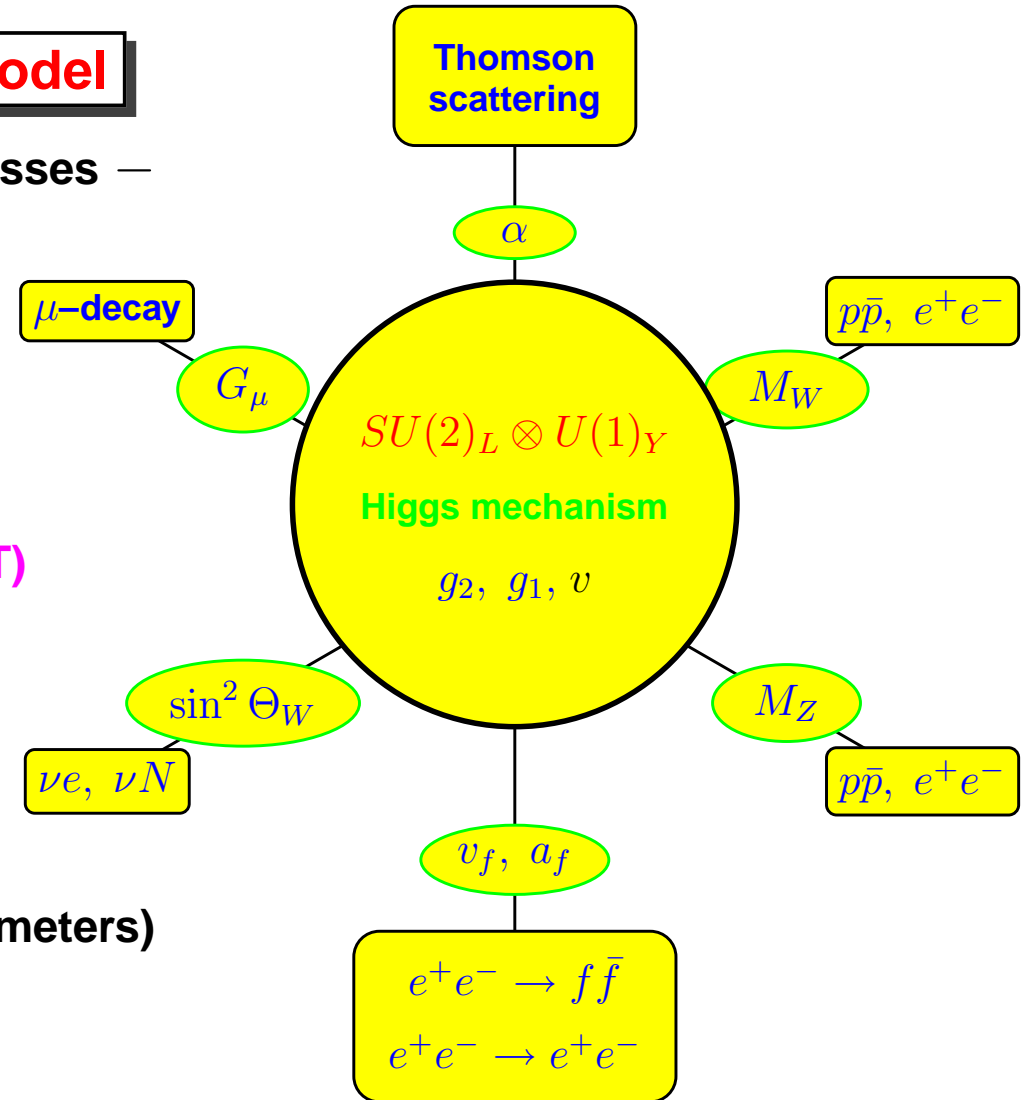 odel
Thomson
scattering
sses —
α
μ–decay
p𝑝̄, e⁺e⁻
G_μ
M_W
SU(2)_L ⊗ U(1)_Y
Higgs mechanism
T)
g₂, g₁, v
sin² Θ_W
M_Z
νe, νN
p𝑝̄, e⁺e⁻
v_f, a_f
meters)
e⁺e⁻ → f𝑓̄
e⁺e⁻ → e⁺e⁻